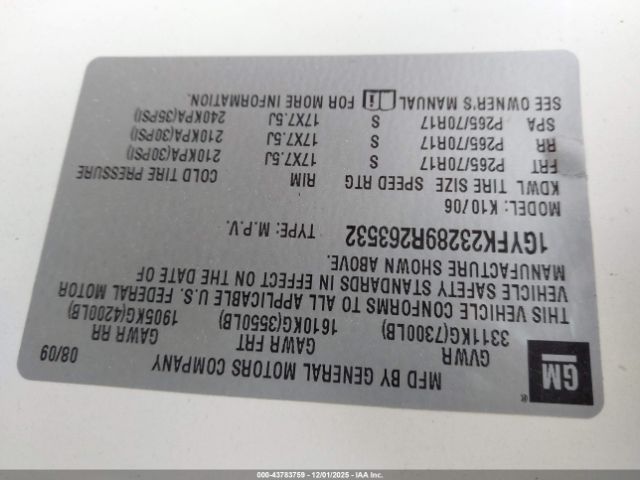 GM
®
MFD BY GENERAL MOTORS COMPANY
08/09
GVWR GAWR FRT GAWR RR
3311KG(7300LB) 1610KG(3550LB) 1905KG(4200LB)
THIS VEHICLE CONFORMS TO ALL APPLICABLE U.S. FEDERAL MOTOR
VEHICLE SAFETY STANDARDS IN EFFECT ON THE DATE OF
MANUFACTURE SHOWN ABOVE.
1GYFK23289R263532 TYPE: M.P.V.
MODEL: K10/06
KDWL TIRE SIZE SPEED RTG RIM COLD TIRE PRESSURE
FRT P265/70R17 S 17X7.5J 210KPA(30PSI)
RR P265/70R17 S 17X7.5J 210KPA(30PSI)
SPA P265/70R17 S 17X7.5J 240KPA(35PSI)
SEE OWNER'S MANUAL FOR MORE INFORMATION.
000-43783759 - 12/01/2025 - IAA Inc.